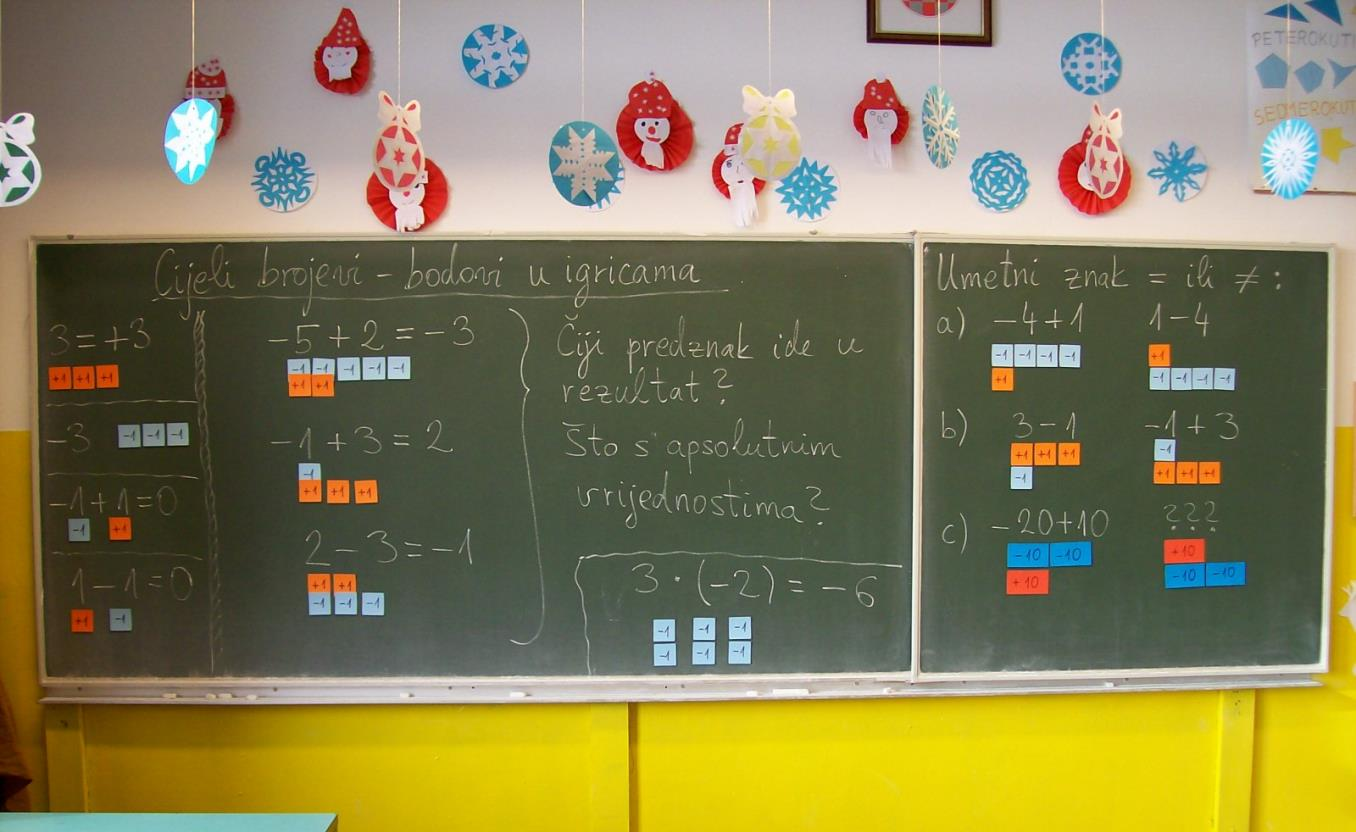 PETEROKUTI
SEDMEROKUT
Cijeli brojevi - bodovi u igricama
3 = +3
+1 +1 +1
-3 -1 -1 -1
-1 + 1 = 0
-1 +1
1 - 1 = 0
+1 -1
-5 + 2 = -3
-1 -1 -1 -1 -1
+1 +1
-1 + 3 = 2
-1
+1 +1 +1
2 - 3 = -1
+1 +1
-1 -1 -1
Čiji predznak ide u
rezultat?
Što s apsolutnim
vrijednostima?
3 · (-2) = -6
-1 -1 -1
-1 -1 -1
Umetni znak = ili ≠ :
a) -4+1 1-4
-1 -1 -1 -1 +1
+1 -1 -1 -1 -1
b) 3-1 -1+3
+1 +1 +1 -1
-1 +1 +1 +1
c) -20+10 ???
-10 -10 +10
+10 -10 -10